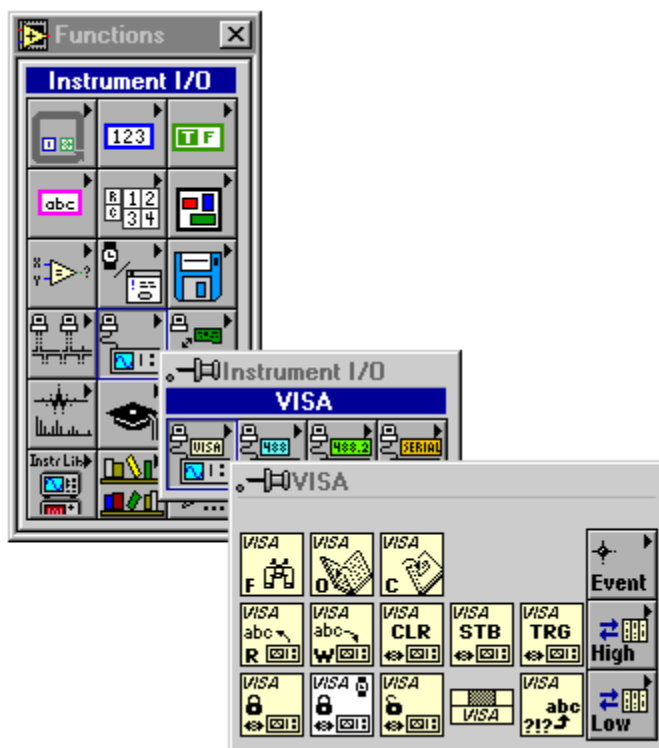 Functions
Instrument I/O
123
T F
abc
R 1 2
C 3 4
X
Y ?
Instr Lib
Instrument I/O
VISA
VISA 488 488.2 SERIAL
VISA
VISA VISA VISA
F O C
Event
VISA VISA VISA VISA VISA
abc abc CLR STB TRG
R W
High
VISA VISA VISA VISA
VISA abc
?!?
Low